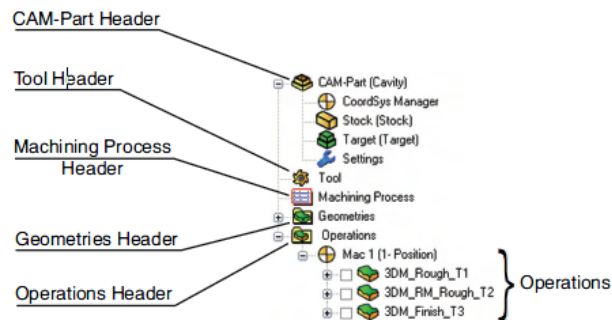 CAM-Part Header
CAM-Part (Cavity)
Tool Header
CoordSys Manager
Stock (Stock)
Target (Target)
Settings
Machining Process
Header
Tool
Machining Process
Geometries
Geometries Header
Operations
Mac 1 (1- Position)
3DM_Rough_T1
Operations
3DM_RM_Rough_T2
Operations Header
3DM_Finish_T3